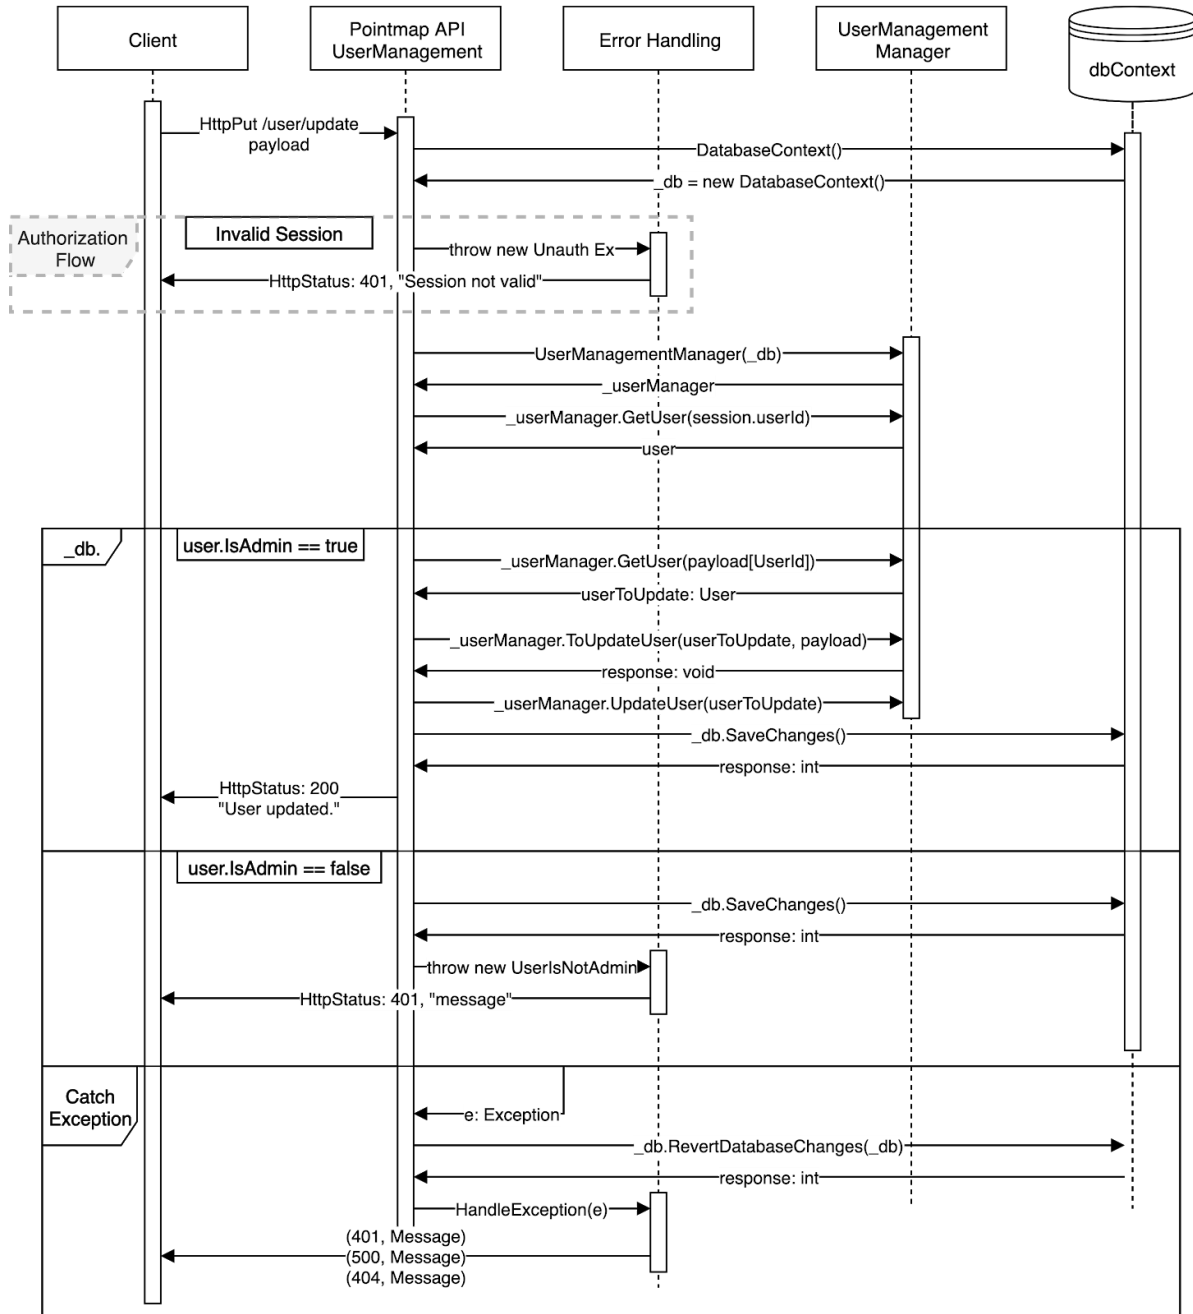 Client
Pointmap API
UserManagement
Error Handling
UserManagement
Manager
dbContext
HttpPut /user/update
payload
DatabaseContext()
_db = new DatabaseContext()
Authorization
Flow
Invalid Session
throw new Unauth Ex
HttpStatus: 401, "Session not valid"
UserManagementManager(_db)
_userManager
_userManager.GetUser(session.userId)
user
_db.
user.IsAdmin == true
_userManager.GetUser(payload[UserId])
userToUpdate: User
_userManager.ToUpdateUser(userToUpdate, payload)
response: void
_userManager.UpdateUser(userToUpdate)
_db.SaveChanges()
response: int
HttpStatus: 200
"User updated."
user.IsAdmin == false
_db.SaveChanges()
response: int
throw new UserIsNotAdmin
HttpStatus: 401, "message"
Catch
Exception
e: Exception
_db.RevertDatabaseChanges(_db)
response: int
HandleException(e)
(401, Message)
(500, Message)
(404, Message)